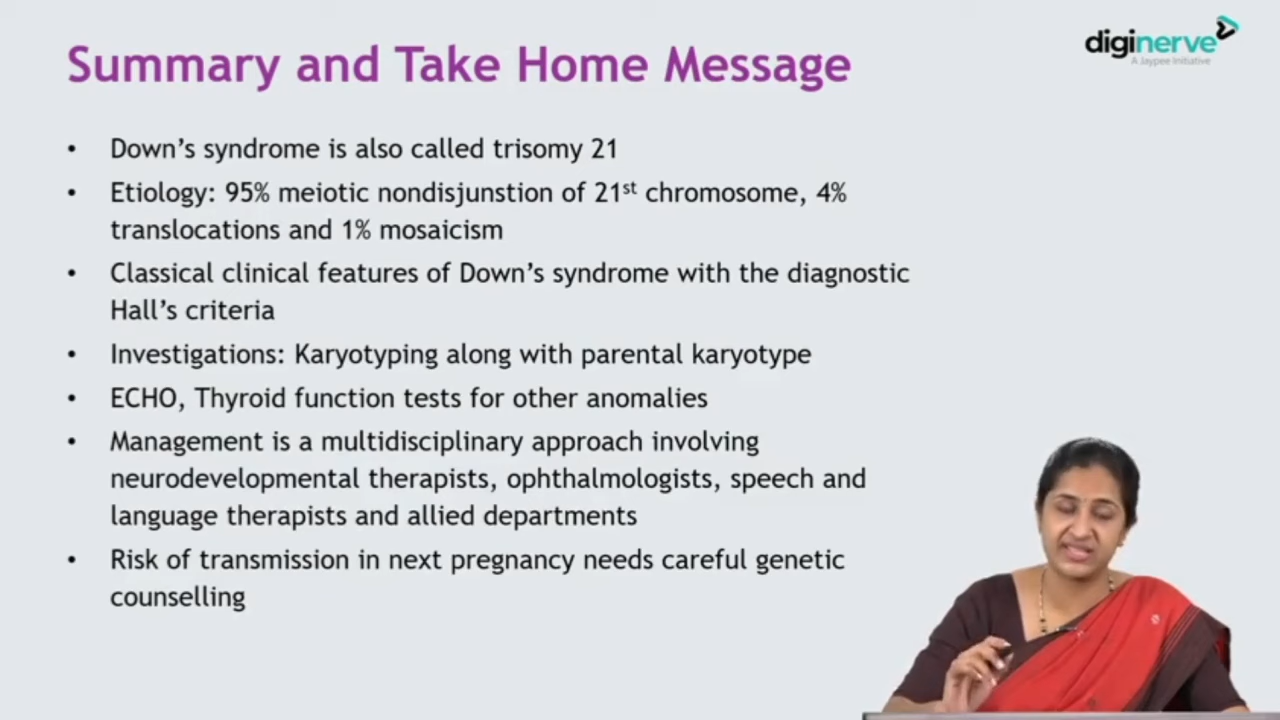 Summary and Take Home Message
diginerve
A Jaypee Initiative
• Down's syndrome is also called trisomy 21
• Etiology: 95% meiotic nondisjunstion of 21st chromosome, 4%
translocations and 1% mosaicism
• Classical clinical features of Down's syndrome with the diagnostic
Hall's criteria
• Investigations: Karyotyping along with parental karyotype
• ECHO, Thyroid function tests for other anomalies
• Management is a multidisciplinary approach involving
neurodevelopmental therapists, ophthalmologists, speech and
language therapists and allied departments
• Risk of transmission in next pregnancy needs careful genetic
counselling